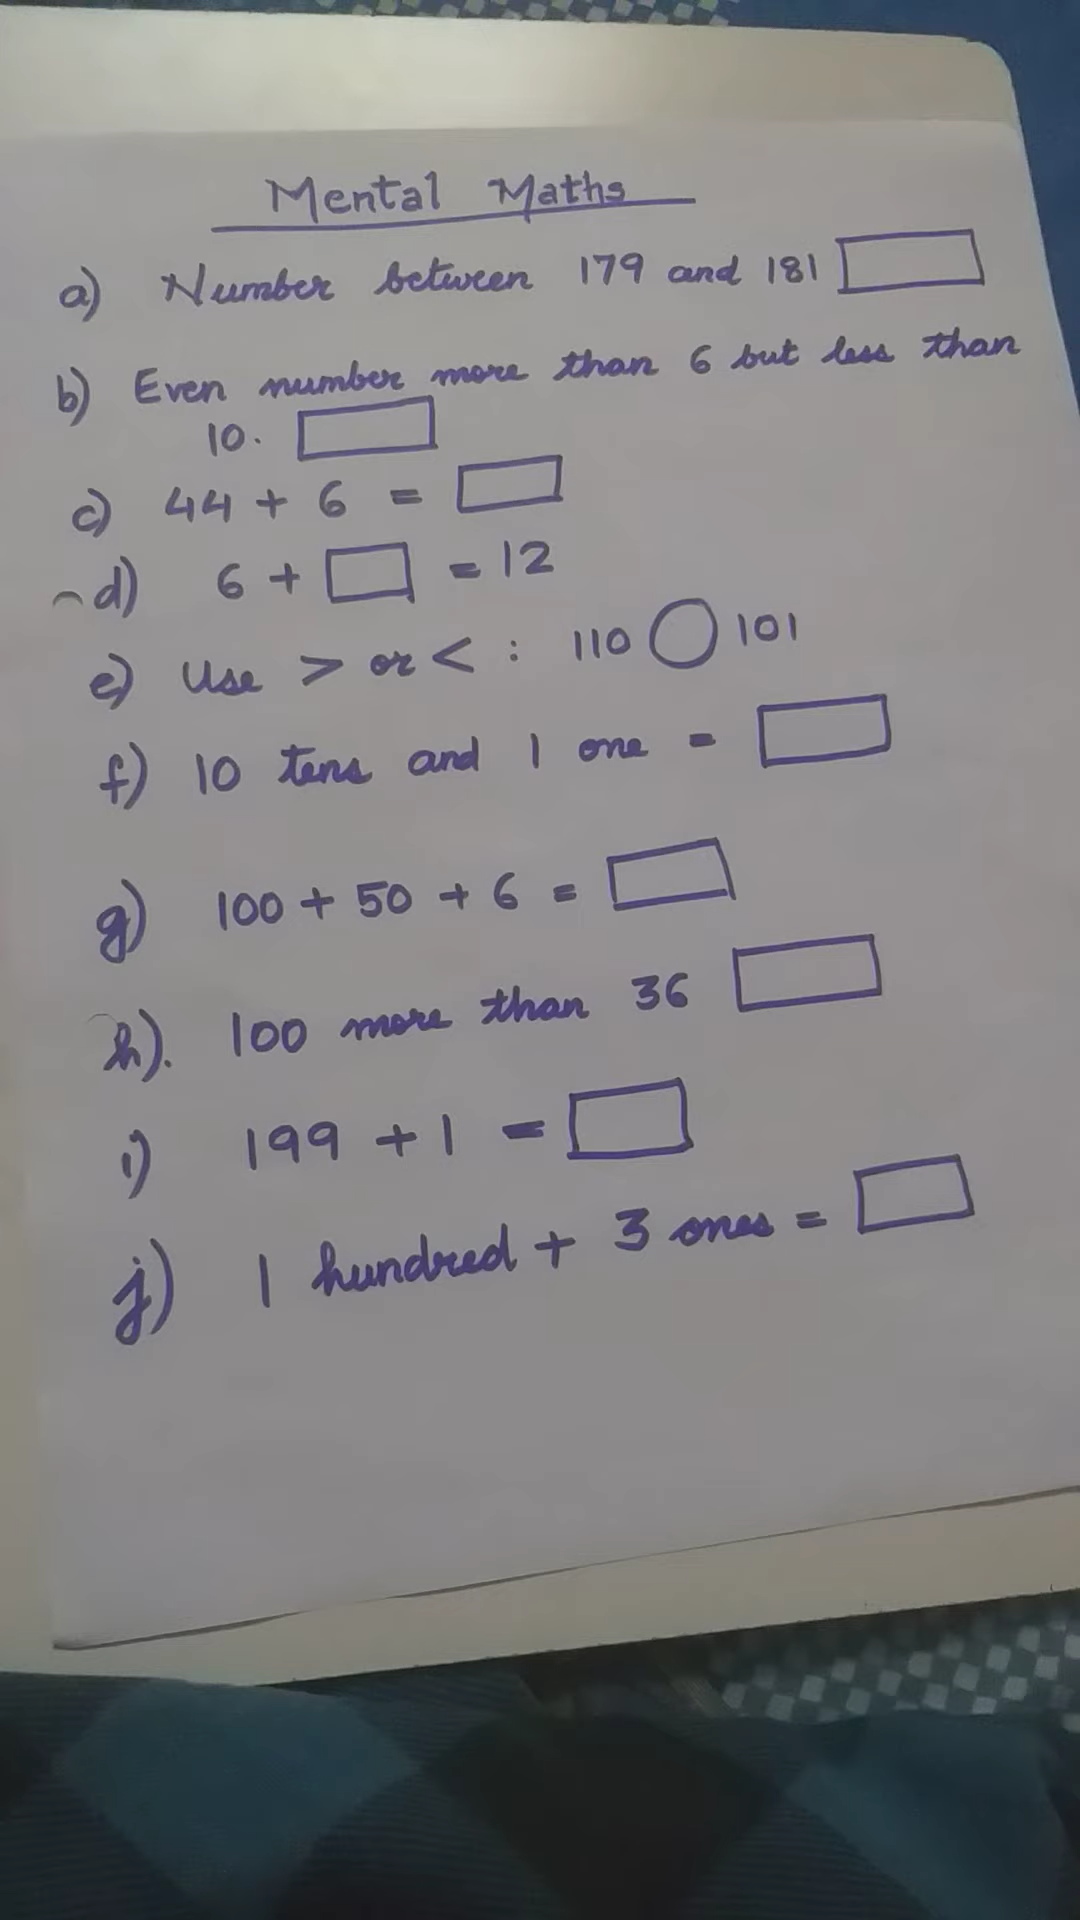 Mental Maths
a) Number between 179 and 181
b) Even number more than 6 but less than
10.
c) 44 + 6 =
d) 6 + = 12
e) Use > or < : 110 101
f) 10 tens and 1 one =
g) 100 + 50 + 6 =
h). 100 more than 36
i) 199 + 1 =
j) 1 hundred + 3 ones =